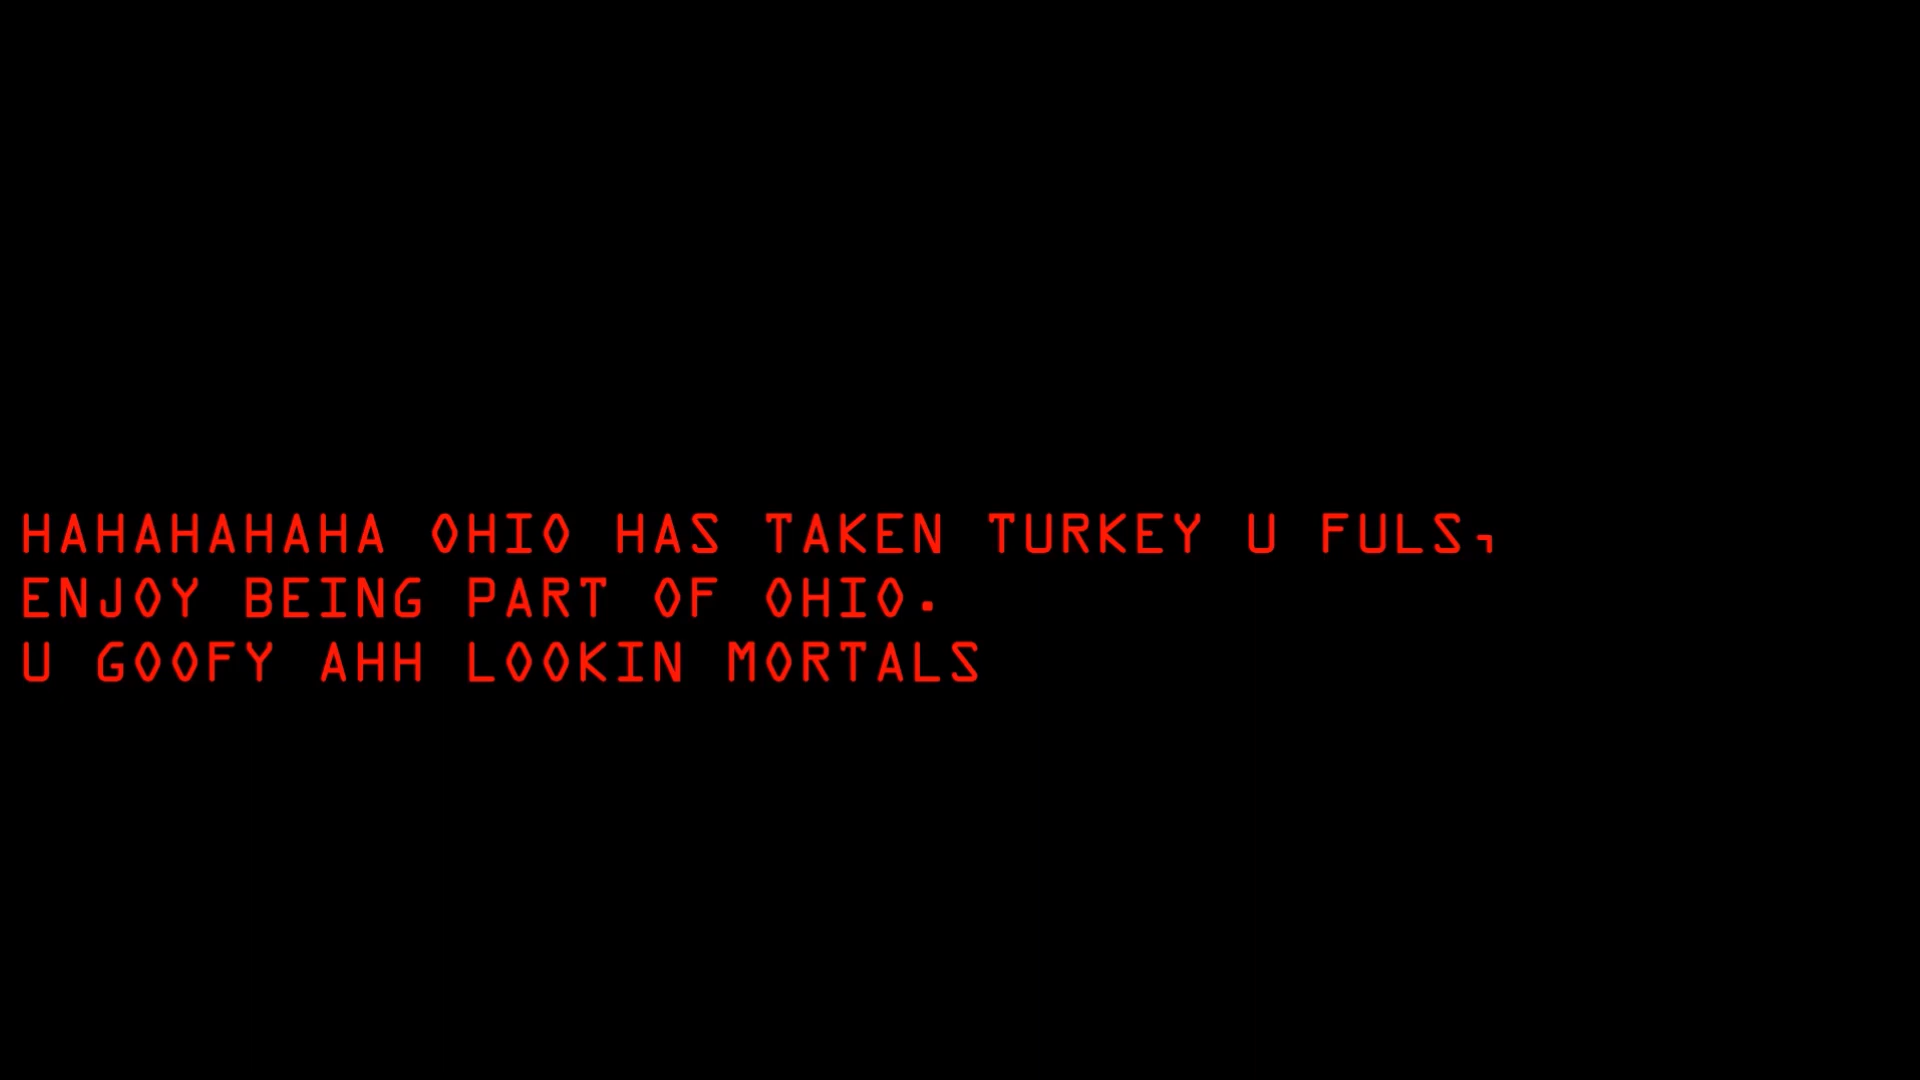 HAHAHAHAHA OHIO HAS TAKEN TURKEY U FULS,
ENJOY BEING PART OF OHIO.
U GOOFY AHH LOOKIN MORTALS